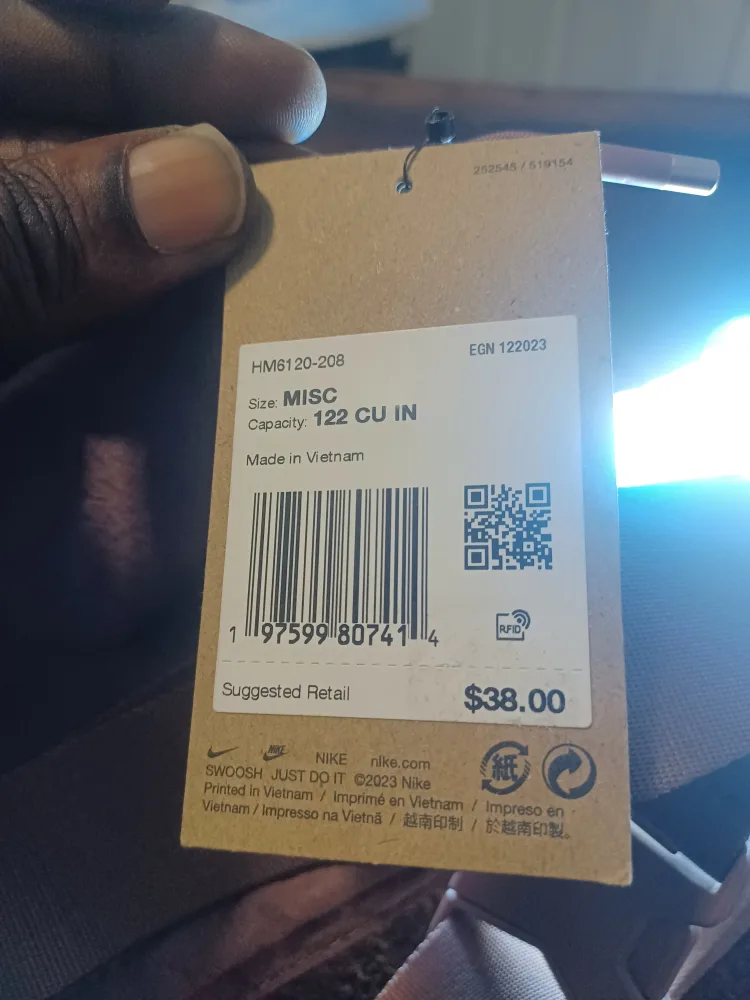 252545 / 519154
HM6120-208
EGN 122023
Size: MISC
Capacity: 122 CU IN
Made in Vietnam
1 97599 80741 4
RFID
Suggested Retail
$38.00
NIKE
NIKE nike.com
SWOOSH JUST DO IT ©2023 Nike
Printed in Vietnam / Imprimé en Vietnam / Impreso en
Vietnam / Impresso na Vietnã / 越南印制 / 於越南印製。
紙